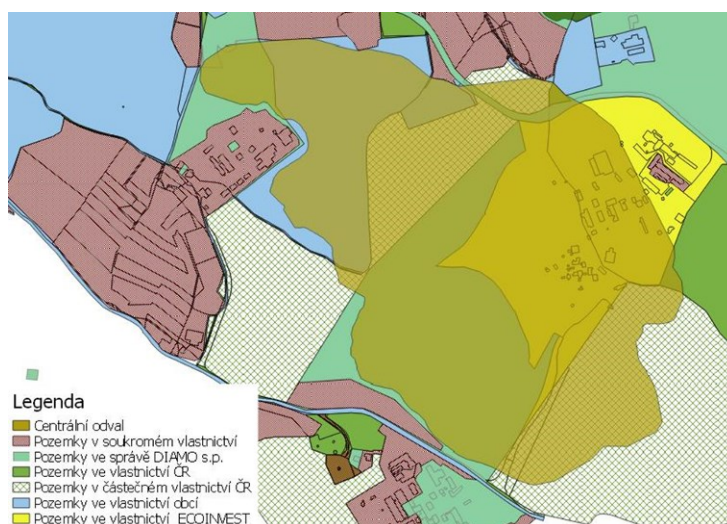 Legenda
Centrální odval
Pozemky v soukromém vlastnictví
Pozemky ve správě DIAMO s.p.
Pozemky ve vlastnictví ČR
Pozemky v částečném vlastnictví ČR
Pozemky ve vlastnictví obcí
Pozemky ve vlastnictví ECOINVEST